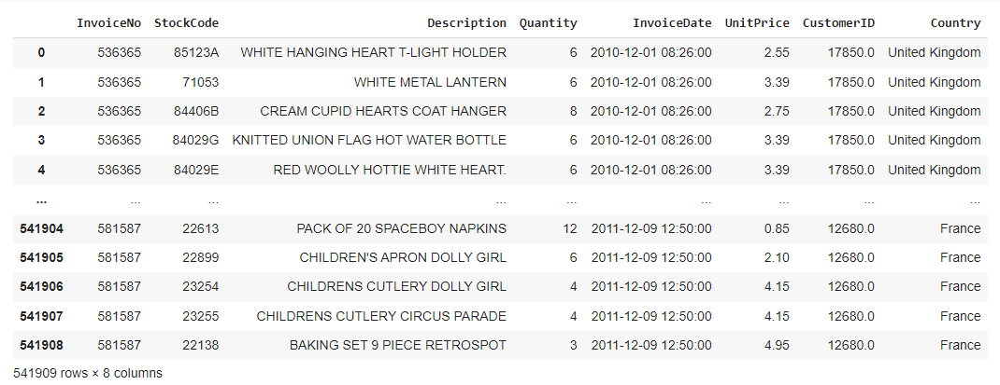 InvoiceNo StockCode Description Quantity InvoiceDate UnitPrice CustomerID Country
0 536365 85123A WHITE HANGING HEART T-LIGHT HOLDER 6 2010-12-01 08:26:00 2.55 17850.0 United Kingdom
1 536365 71053 WHITE METAL LANTERN 6 2010-12-01 08:26:00 3.39 17850.0 United Kingdom
2 536365 84406B CREAM CUPID HEARTS COAT HANGER 8 2010-12-01 08:26:00 2.75 17850.0 United Kingdom
3 536365 84029G KNITTED UNION FLAG HOT WATER BOTTLE 6 2010-12-01 08:26:00 3.39 17850.0 United Kingdom
4 536365 84029E RED WOOLLY HOTTIE WHITE HEART. 6 2010-12-01 08:26:00 3.39 17850.0 United Kingdom
... ... ... ... ... ... ... ... ...
541904 581587 22613 PACK OF 20 SPACEBOY NAPKINS 12 2011-12-09 12:50:00 0.85 12680.0 France
541905 581587 22899 CHILDREN'S APRON DOLLY GIRL 6 2011-12-09 12:50:00 2.10 12680.0 France
541906 581587 23254 CHILDRENS CUTLERY DOLLY GIRL 4 2011-12-09 12:50:00 4.15 12680.0 France
541907 581587 23255 CHILDRENS CUTLERY CIRCUS PARADE 4 2011-12-09 12:50:00 4.15 12680.0 France
541908 581587 22138 BAKING SET 9 PIECE RETROSPOT 3 2011-12-09 12:50:00 4.95 12680.0 France
541909 rows × 8 columns